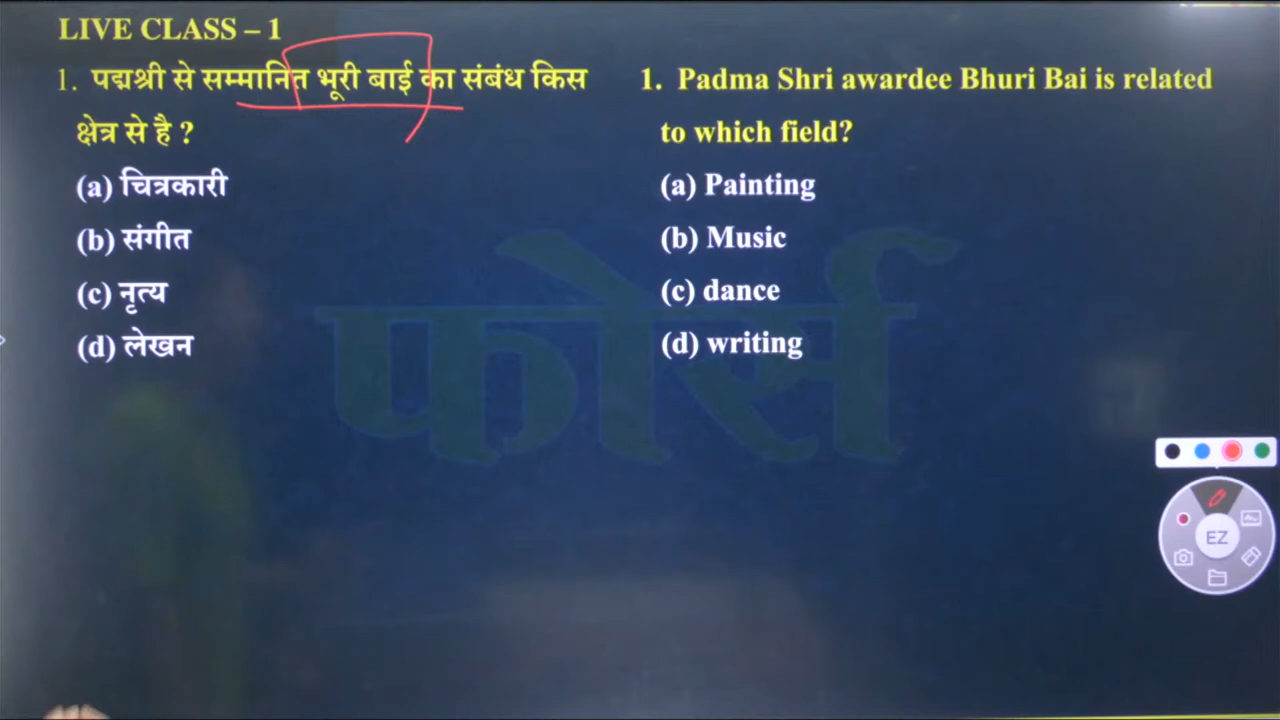 LIVE CLASS – 1
1. पद्मश्री से सम्मानित भूरी बाई का संबंध किस
क्षेत्र से है ?
(a) चित्रकारी
(b) संगीत
(c) नृत्य
(d) लेखन
1. Padma Shri awardee Bhuri Bai is related
to which field?
(a) Painting
(b) Music
(c) dance
(d) writing
फोर्स
EZ